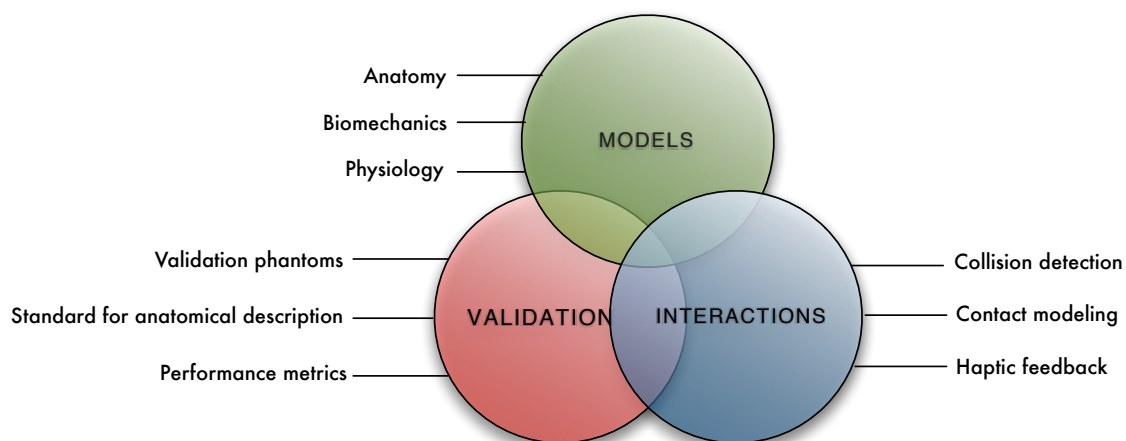 Anatomy
Biomechanics
Physiology
MODELS
Validation phantoms
Standard for anatomical description
Performance metrics
VALIDATION
INTERACTIONS
Collision detection
Contact modeling
Haptic feedback